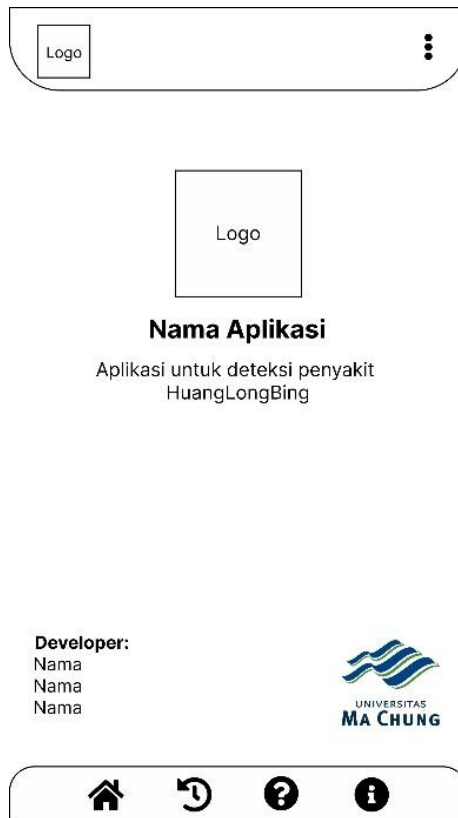 Logo
Logo
Nama Aplikasi
Aplikasi untuk deteksi penyakit
HuangLongBing
Developer:
Nama
Nama
Nama
UNIVERSITAS
MA CHUNG